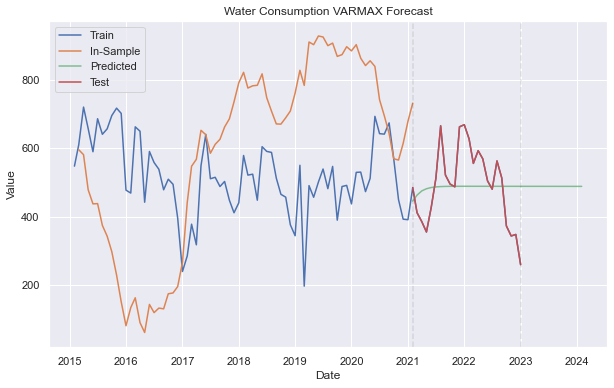 Water Consumption VARMAX Forecast
Train
In-Sample
Predicted
Test
Value
800
600
400
200
2015 2016 2017 2018 2019 2020 2021 2022 2023 2024
Date